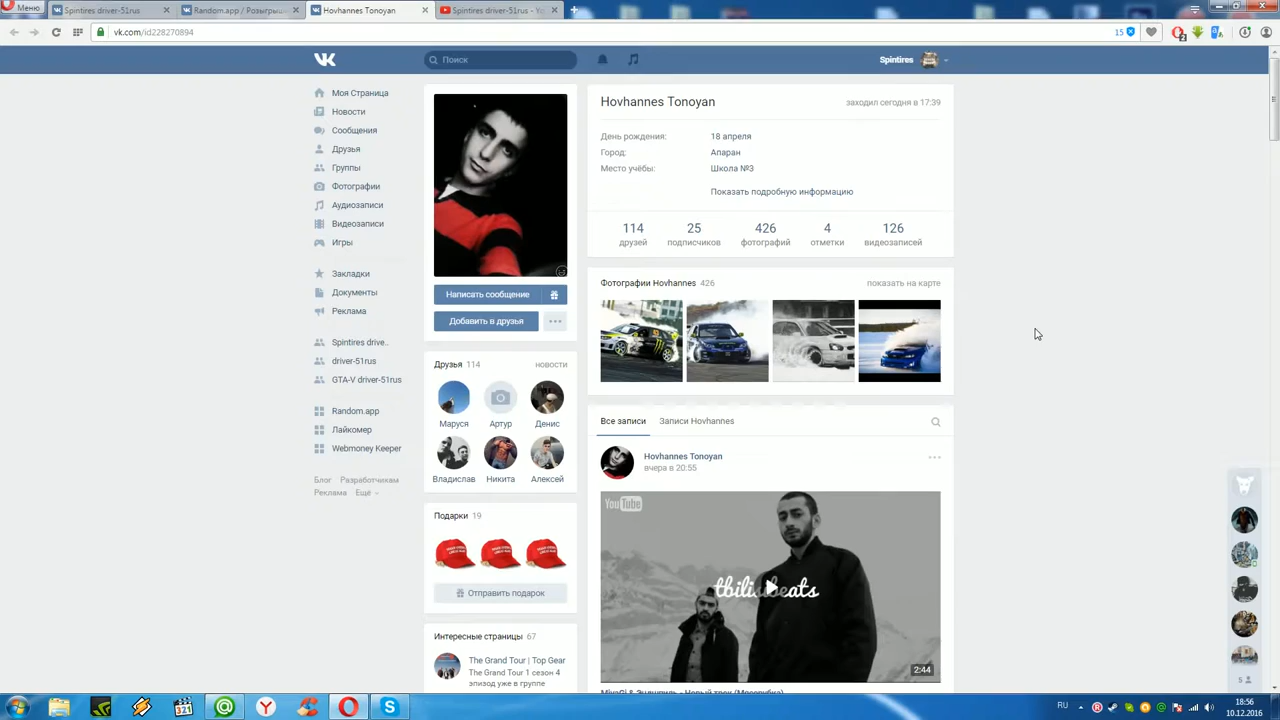 Меню
Spintires driver-51rus
Random.app / Розыгрыш
Hovhannes Tonoyan
Spintires driver-51rus - Yo
vk.com/id228270894
15
2
Поиск
Spintires
Моя Страница
Новости
Сообщения
Друзья
Группы
Фотографии
Аудиозаписи
Видеозаписи
Игры
Закладки
Документы
Реклама
Spintires drive..
driver-51rus
GTA-V driver-51rus
Random.app
Лайкомер
Webmoney Keeper
Блог Разработчикам
Реклама Ещё
Написать сообщение
Добавить в друзья
Друзья 114 новости
Маруся Артур Денис
Владислав Никита Алексей
Подарки 19
Отправить подарок
Интересные страницы 67
The Grand Tour | Top Gear
The Grand Tour 1 сезон 4
эпизод уже в группе
Hovhannes Tonoyan
заходил сегодня в 17:39
День рождения: 18 апреля
Город: Апаран
Место учёбы: Школа №3
Показать подробную информацию
114 25 426 4 126
друзей подписчиков фотографий отметки видеозаписей
Фотографии Hovhannes 426 показать на карте
Все записи Записи Hovhannes
Hovhannes Tonoyan
вчера в 20:55
YouTube
tbilisbeats
2:44
5
321
RU
18:56
10.12.2016